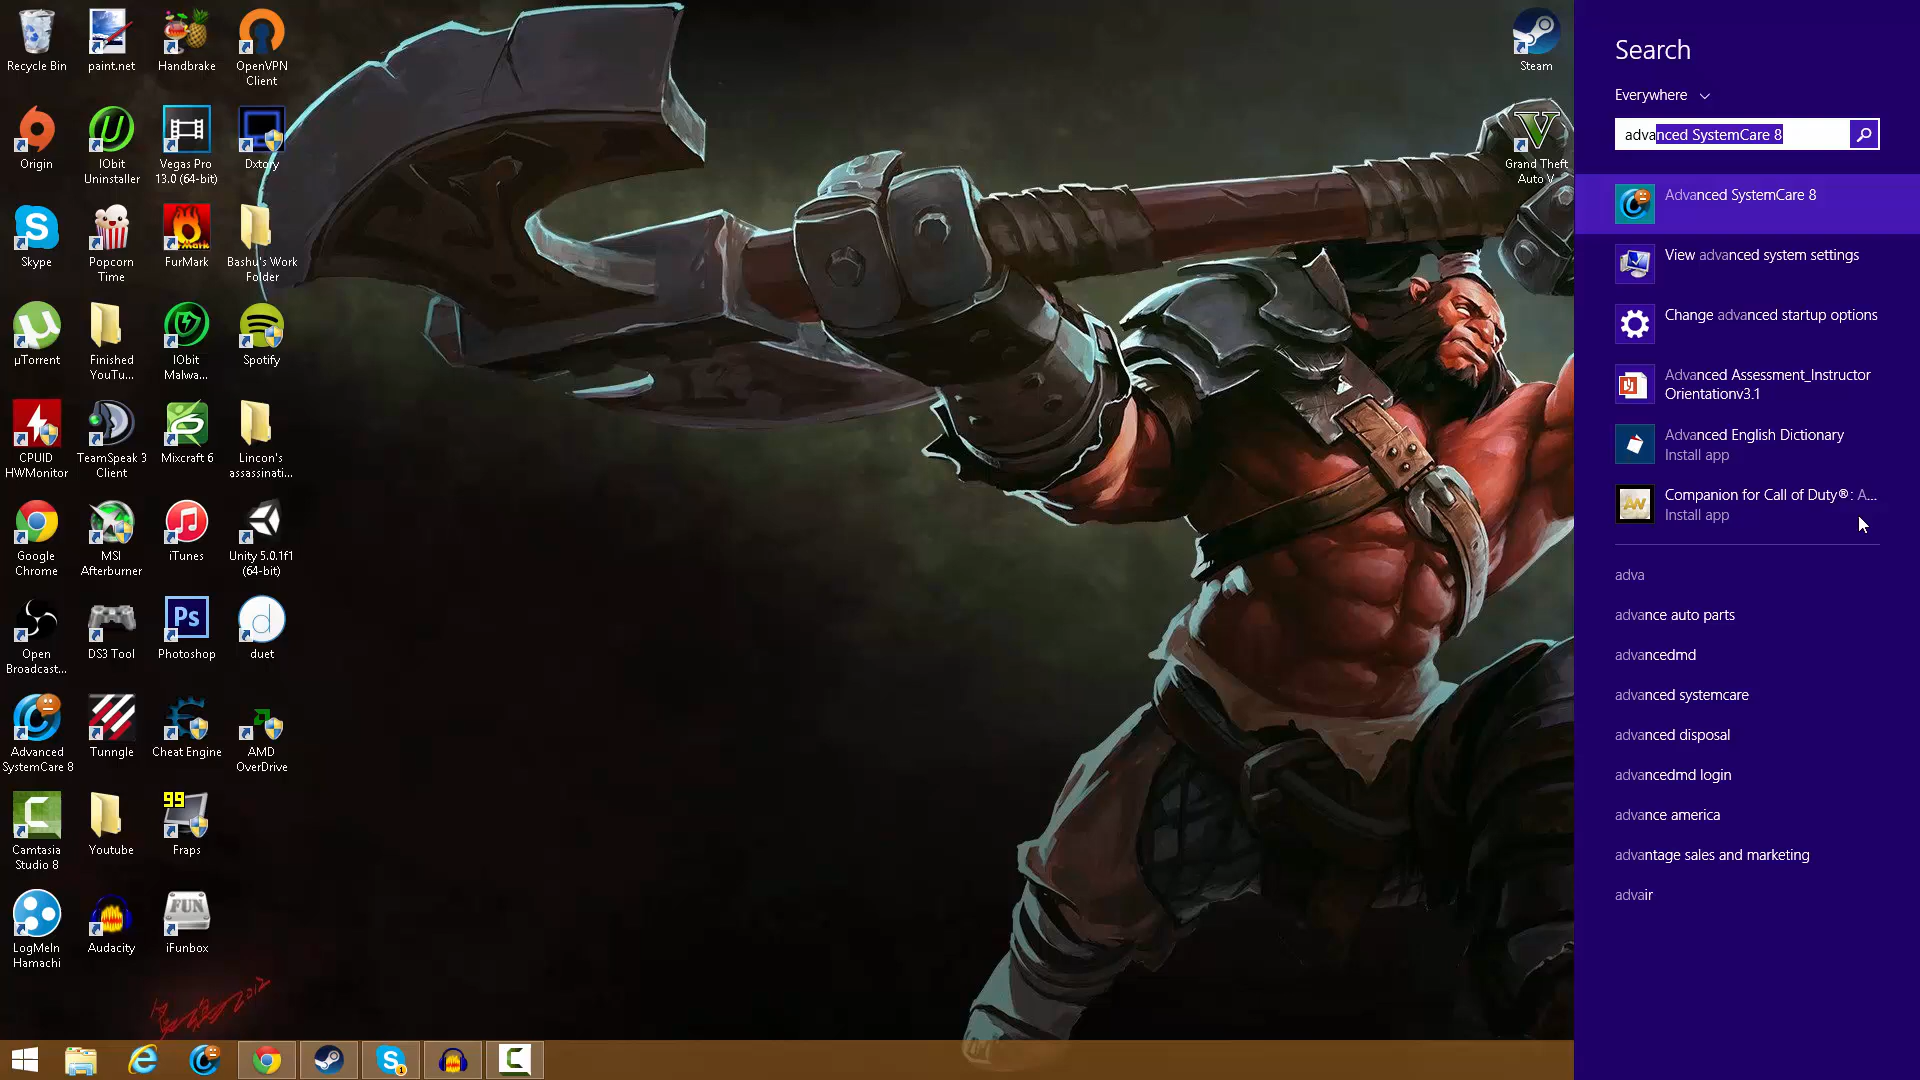 Recycle Bin
paint.net
Handbrake
OpenVPN
Client
Origin
IObit
Uninstaller
Vegas Pro
13.0 (64-bit)
Dxtory
Skype
Popcorn
Time
FurMark
Bashu's Work
Folder
µTorrent
Finished
YouTu...
IObit
Malwa...
Spotify
CPUID
HWMonitor
TeamSpeak 3
Client
Mixcraft 6
Lincon's
assassinati...
Google
Chrome
MSI
Afterburner
iTunes
Unity 5.0.1f1
(64-bit)
Open
Broadcast...
DS3 Tool
Ps
Photoshop
duet
Advanced
SystemCare 8
Tunngle
Cheat Engine
AMD
OverDrive
Camtasia
Studio 8
Youtube
99
Fraps
LogMeIn
Hamachi
Audacity
FUN
iFunbox
Steam
Grand Theft
Auto V
Search
Everywhere
advanced SystemCare 8
Advanced SystemCare 8
View advanced system settings
Change advanced startup options
Advanced Assessment_Instructor
Orientationv3.1
Advanced English Dictionary
Install app
AW
Companion for Call of Duty®: A...
Install app
adva
advance auto parts
advancedmd
advanced systemcare
advanced disposal
advancedmd login
advance america
advantage sales and marketing
advair